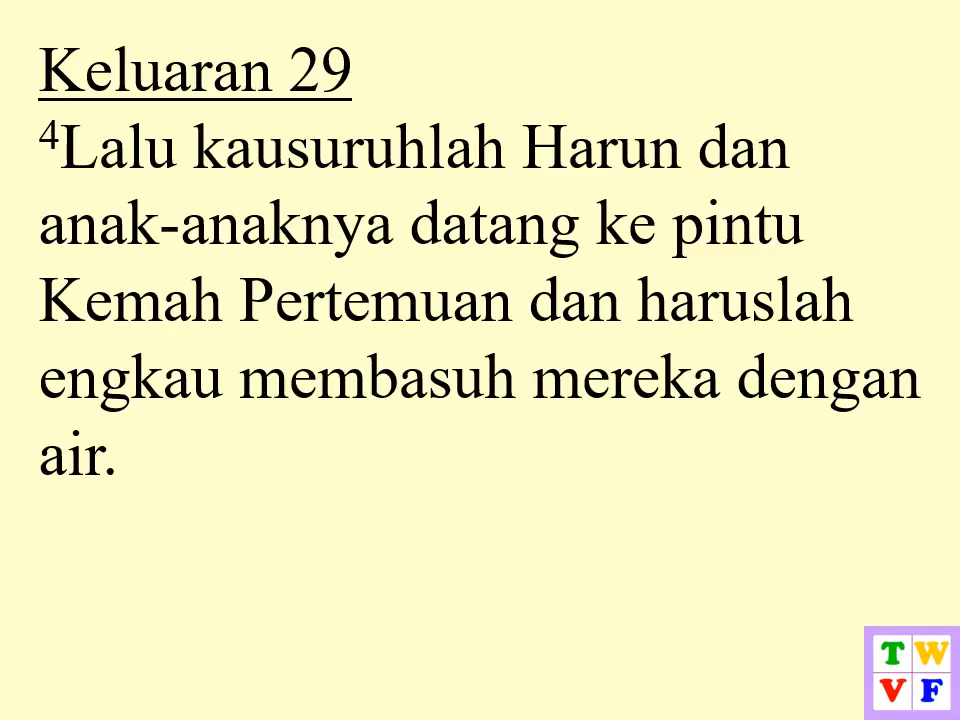 Keluaran 29
4Lalu kausuruhlah Harun dan
anak-anaknya datang ke pintu
Kemah Pertemuan dan haruslah
engkau membasuh mereka dengan
air.
T W
V F